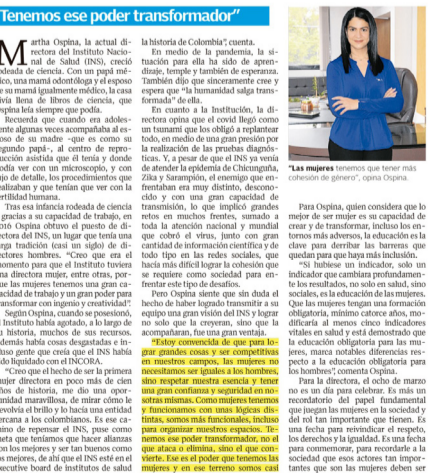 Tenemos ese poder transformador”
Martha Ospina, la actual di-
rectora del Instituto Nacio-
nal de Salud (INS), creció
rodeada de ciencia. Con un papá mé-
dico, una mamá odontóloga y el esposo
de su mamá igualmente médico, la casa
vivía llena de libros de ciencia, que
Ospina leía siempre que podía.
Recuerda que cuando era adoles-
cente algunas veces acompañaba al es-
poso de su madre -que es como su
segundo papá-, al centro de repro-
ducción asistida que él tenía y donde
podía ver con un microscopio, y con
lujo de detalle, los procedimientos que
realizaban y que tenían que ver con la
fertilidad humana.
Tras esa infancia rodeada de ciencia
y gracias a su capacidad de trabajo, en
Ospina obtuvo el puesto de di-
rectora del INS, un lugar que tenía una
larga tradición (casi un siglo) de di-
rectores hombres. “Creo que era el
momento para que el Instituto tuviera
una directora mujer, entre otras, por-
que las mujeres tenemos una gran ca-
pacidad de trabajo y un gran poder para
transformar con ingenio y creatividad”.
Según Ospina, cuando se posesionó,
el Instituto había agotado, a lo largo de
su historia, muchos de sus recursos.
Además había cosas desgastadas e in-
cluso gente que creía que el INS había
sido liquidado con el INCORA.
“Creo que el hecho de ser la primera
mujer directora en poco más de cien
años de historia, me dio una opor-
tunidad maravillosa, de mirar cómo le
devolvía el brillo y lo hacía una entidad
cercana a los colombianos. Es ese ca-
mino de repensar el INS, puse como
meta que teníamos que hacer alianzas
con los mejores y ser tan buenos como
los mejores, de ahí que el INS esté en el
executive board de institutos de salud
la historia de Colombia”, cuenta.
En medio de la pandemia, la si-
tuación para ella ha sido de apren-
dizaje, temple y también de esperanza.
También dijo que sinceramente cree y
espera que “la humanidad salga trans-
formada” de ella.
En cuanto a la Institución, la di-
rectora opina que el covid llegó como
un tsunami que los obligó a replantear
todo, en medio de una gran presión por
la realización de las pruebas diagnós-
ticas. Y, a pesar de que el INS ya venía
de atender la epidemia de Chicunguña,
Zika y Sarampión, el enemigo que en-
frentaban era muy distinto, descono-
cido y con una gran capacidad de
transmisión, lo que implicó grandes
retos en muchos frentes, sumado a
toda la atención nacional y mundial
que cobró el virus, junto con gran
cantidad de información científica y de
todo tipo en las redes sociales, que
hacía más difícil lograr la cohesión que
se requiere como sociedad para en-
frentar este tipo de desafíos.
Pero Ospina siente que sin duda el
hecho de haber logrado transmitir a su
equipo una gran visión del INS y lograr
no solo que la creyeran, sino que la
acompañaran, fue una gran ventaja.
“Estoy convencida de que para lo-
grar grandes cosas y ser competitivas
en nuestros campos, las mujeres no
necesitamos ser iguales a los hombres,
sino respetar nuestra esencia y tener
una gran confianza y seguridad en no-
sotras mismas. Como mujeres tenemos
y funcionamos con unas lógicas dis-
tintas, somos más funcionales, incluso
para organizar nuestros espacios. Te-
nemos ese poder transformador, no el
que ataca o elimina, sino el que con-
vierte. Ese es el poder que tenemos las
mujeres y en ese terreno somos casi
“Las mujeres tenemos que tener más
cohesión de género”, opina Ospina.
Para Ospina, quien considera que lo
mejor de ser mujer es su capacidad de
crear y de transformar, incluso los en-
tornos más adversos, la educación es la
clave para derribar las barreras que
quedan para que haya más inclusión.
“Si hubiese un indicador, solo un
indicador que cambiara profundamen-
te los resultados, no solo en salud, sino
sociales, es la educación de las mujeres.
Que las mujeres tengan una formación
obligatoria, mínimo catorce años, mo-
dificaría al menos cinco indicadores
vitales en salud y está demostrado que
la educación obligatoria para las mu-
jeres, marca notables diferencias res-
pecto a la educación obligatoria para
los hombres”, comenta Ospina.
Para la directora, el ocho de marzo
no es un día para celebrar. Es más un
recordatorio del papel fundamental
que juegan las mujeres en la sociedad y
del rol tan importante que tienen. Es
una fecha para reivindicar el respeto,
los derechos y la igualdad. Es una fecha
para conmemorar, para recordarle a la
sociedad que esos actores tan impor-
tantes que son las mujeres deben ser